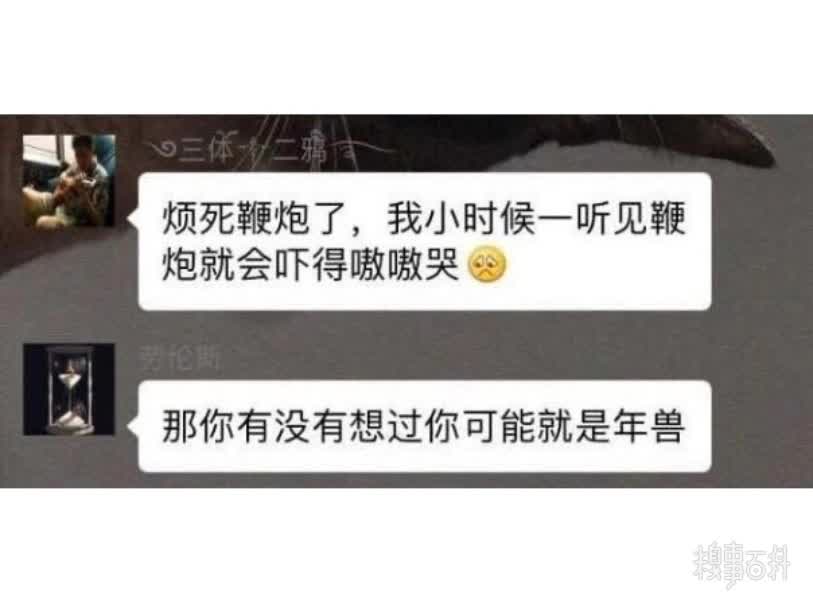 三体十二鸦
烦死鞭炮了，我小时候一听见鞭
炮就会吓得嗷嗷哭
劳伦斯
那你有没有想过你可能就是年兽
糗事百科